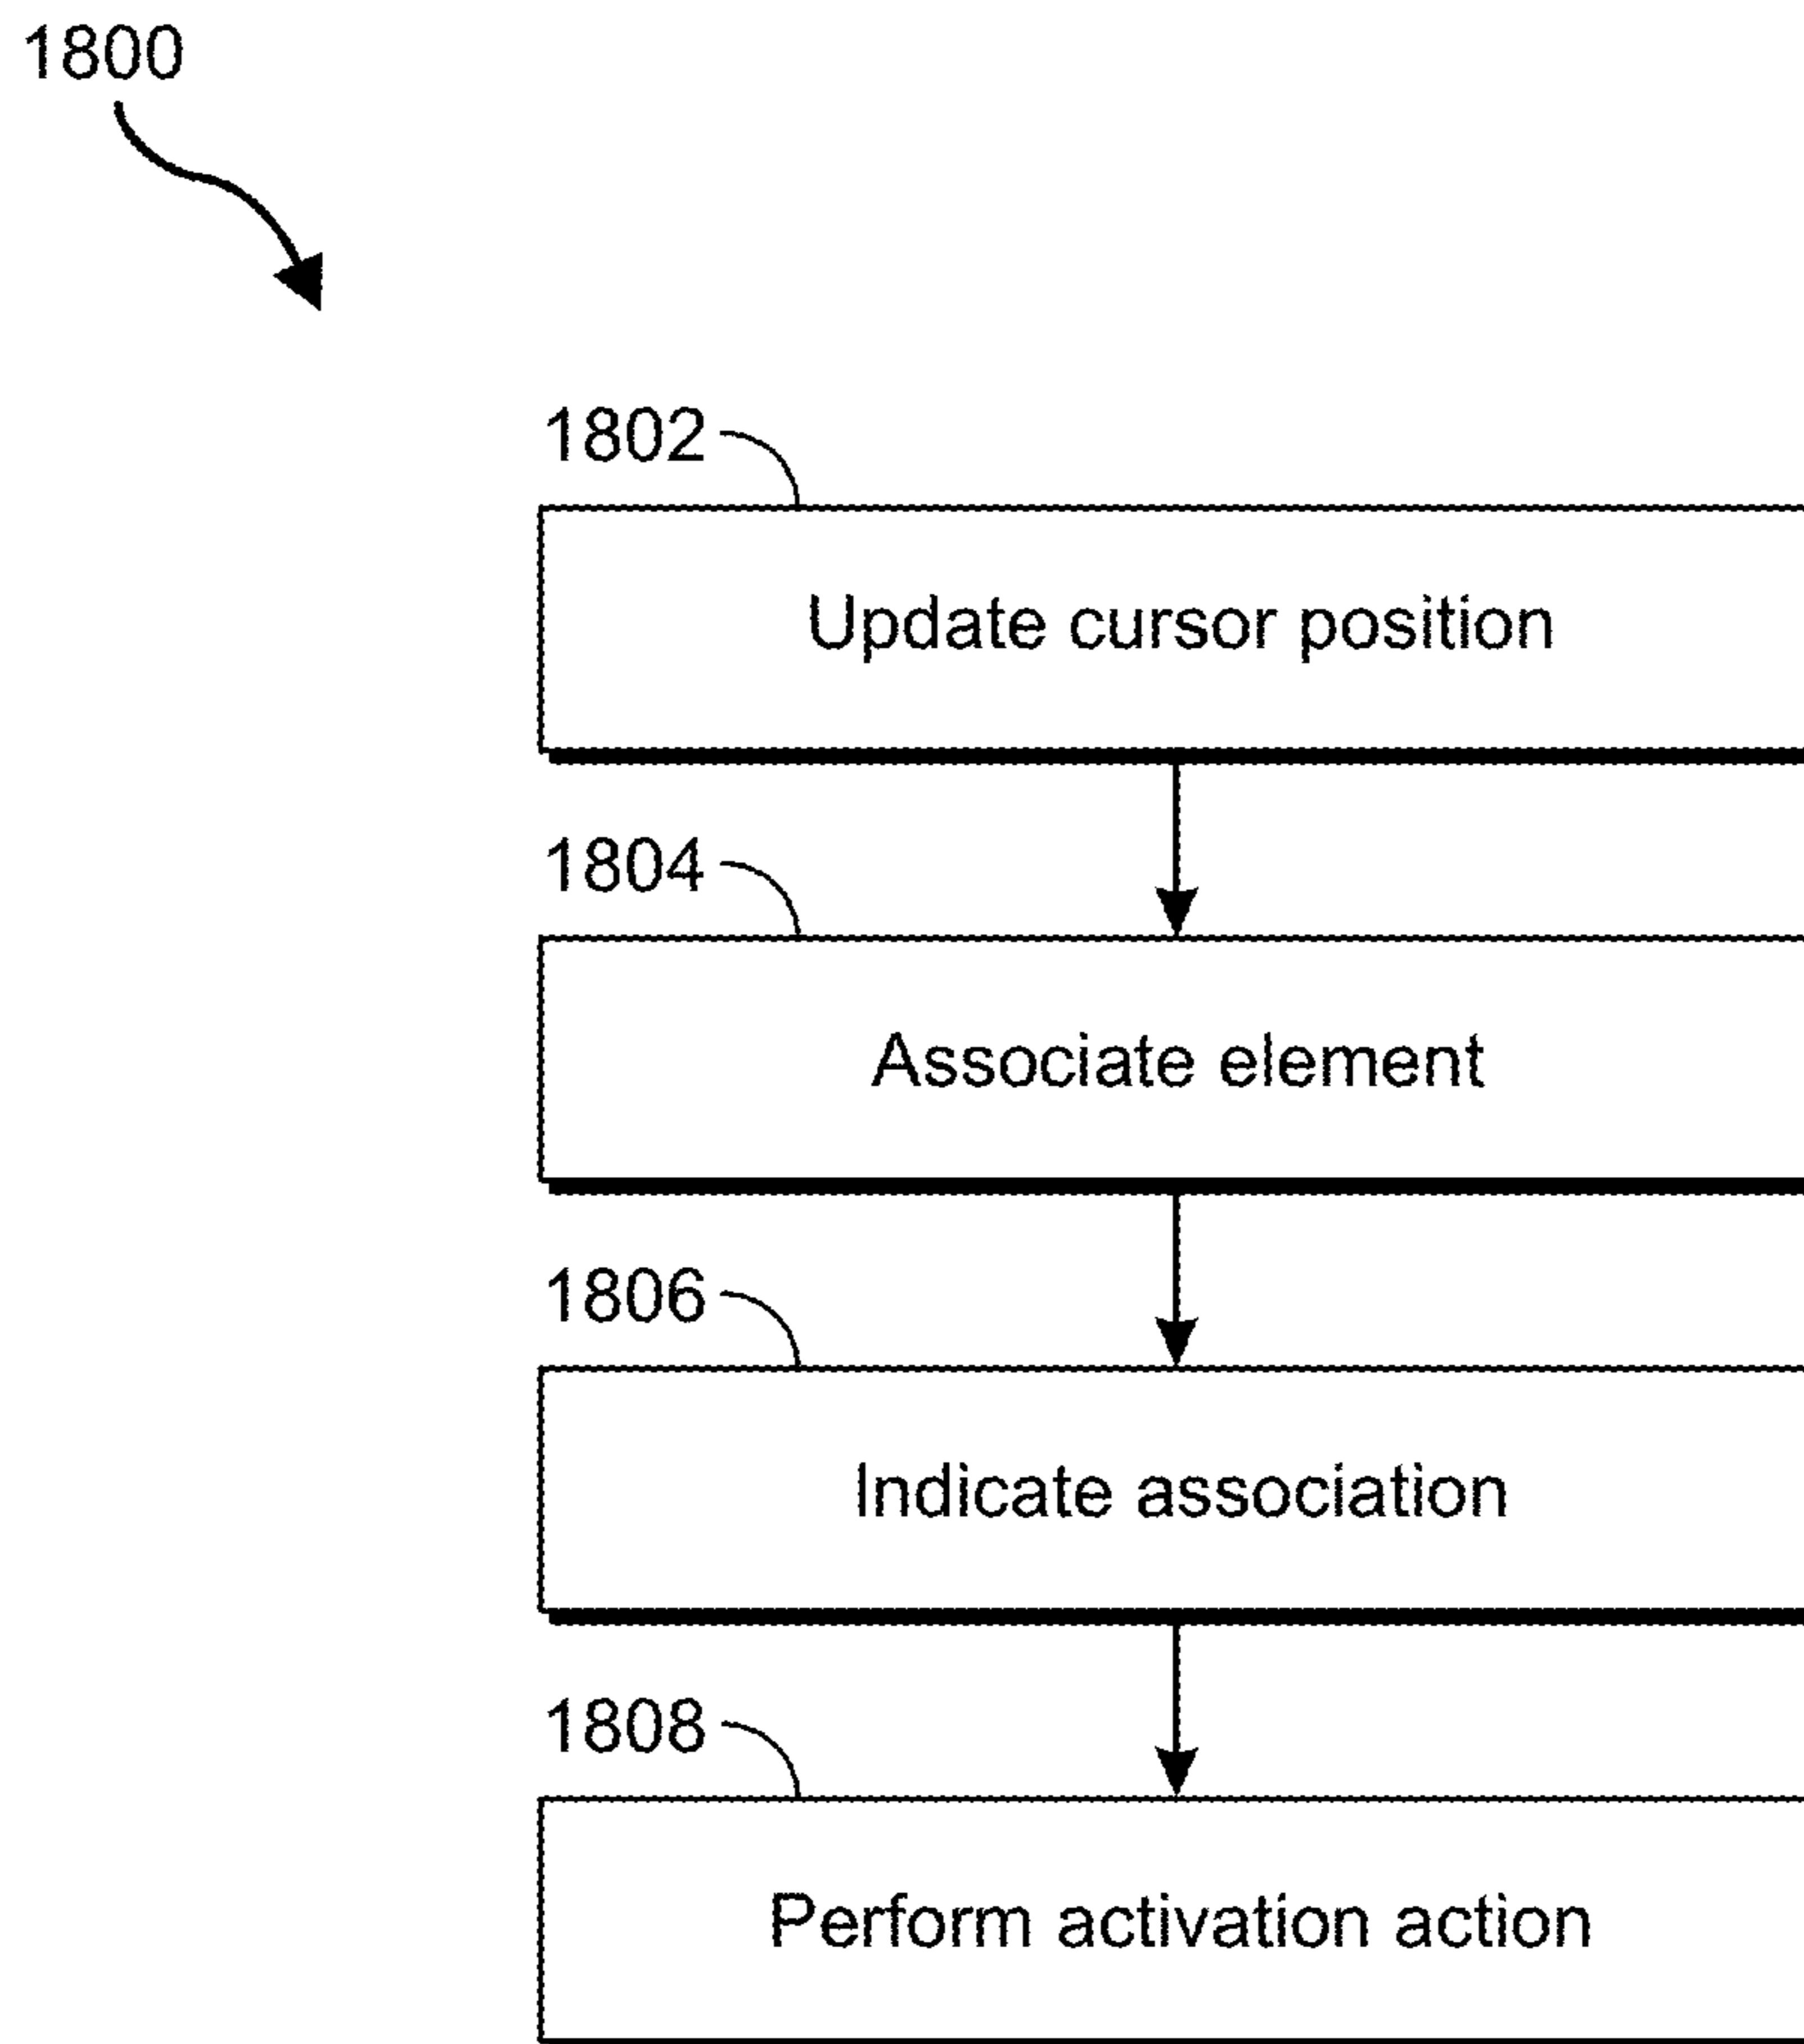 1800
1802
Update cursor position
1804
Associate element
1806
Indicate association
1808
Perform activation action